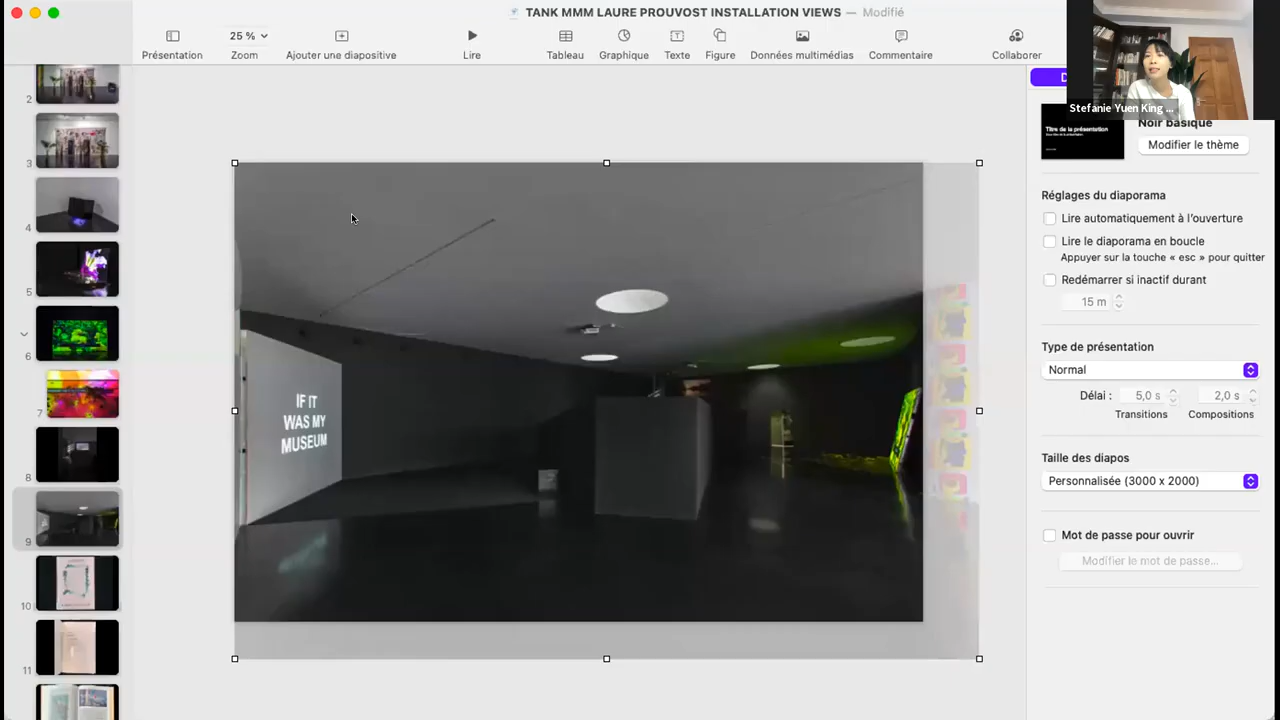 TANK MMM LAURE PROUVOST INSTALLATION VIEWS — Modifié
25 %
Présentation
Zoom
Ajouter une diapositive
Lire
Tableau
Graphique
Texte
Figure
Données multimédias
Commentaire
Collaborer
Stefanie Yuen King ...
2
3
4
5
6
7
8
9
10
11
IF IT
WAS MY
MUSEUM
Titre de la présentation
Noir basique
Modifier le thème
Réglages du diaporama
Lire automatiquement à l'ouverture
Lire le diaporama en boucle
Appuyer sur la touche « esc » pour quitter
Redémarrer si inactif durant
15 m
Type de présentation
Normal
Délai :
5,0 s
2,0 s
Transitions
Compositions
Taille des diapos
Personnalisée (3000 x 2000)
Mot de passe pour ouvrir
Modifier le mot de passe...